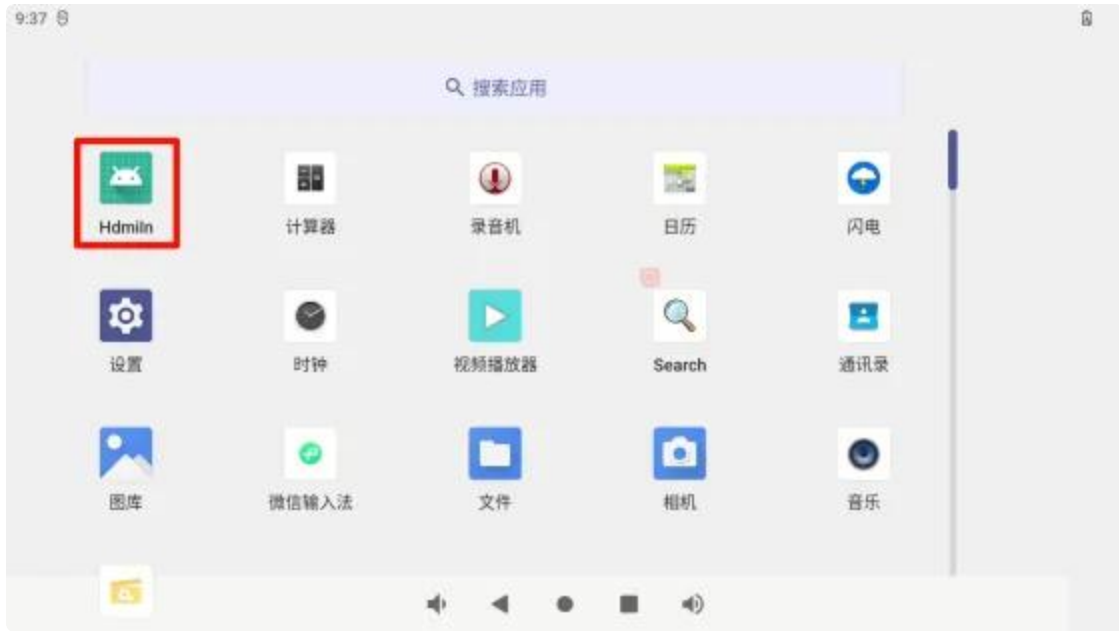 9:37
搜索应用
HdmiIn
计算器
录音机
日历
闪电
设置
时钟
视频播放器
Search
通讯录
图库
微信输入法
文件
相机
音乐